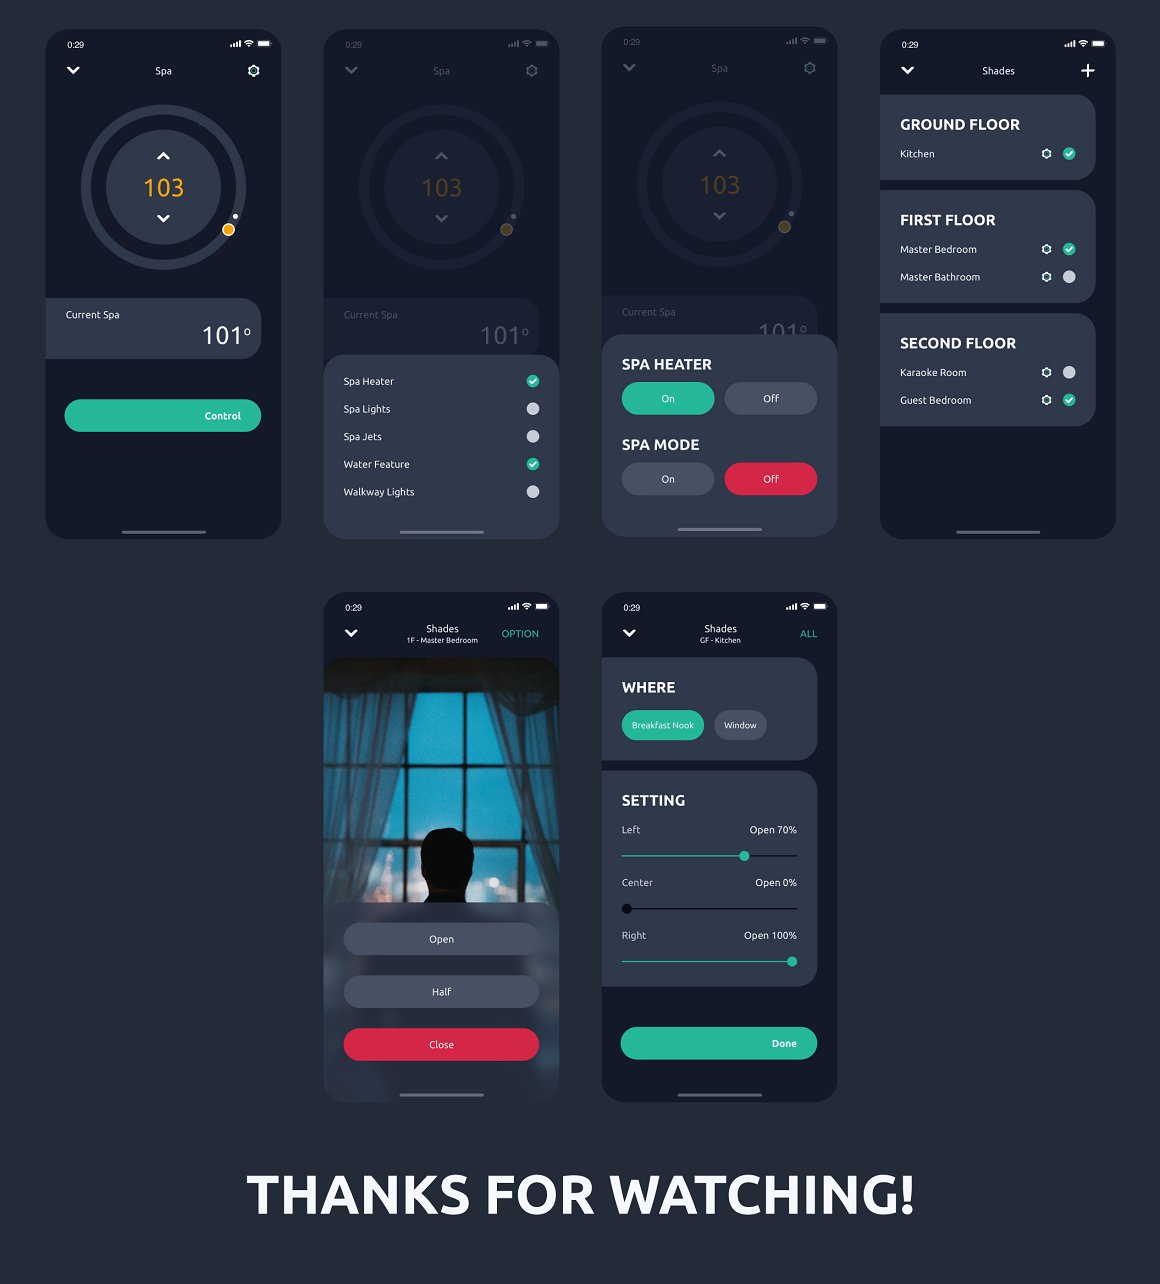 0:29
Spa
103
Current Spa
101°
Control
0:29
Spa
103
Current Spa
101°
Spa Heater
Spa Lights
Spa Jets
Water Feature
Walkway Lights
0:29
Spa
103
Current Spa
101°
SPA HEATER
On Off
SPA MODE
On Off
0:29
Shades
GROUND FLOOR
Kitchen
FIRST FLOOR
Master Bedroom
Master Bathroom
SECOND FLOOR
Karaoke Room
Guest Bedroom
0:29
Shades
1F - Master Bedroom
OPTION
Open
Half
Close
0:29
Shades
GF - Kitchen
ALL
WHERE
Breakfast Nook Window
SETTING
Left Open 70%
Center Open 0%
Right Open 100%
Done
THANKS FOR WATCHING!